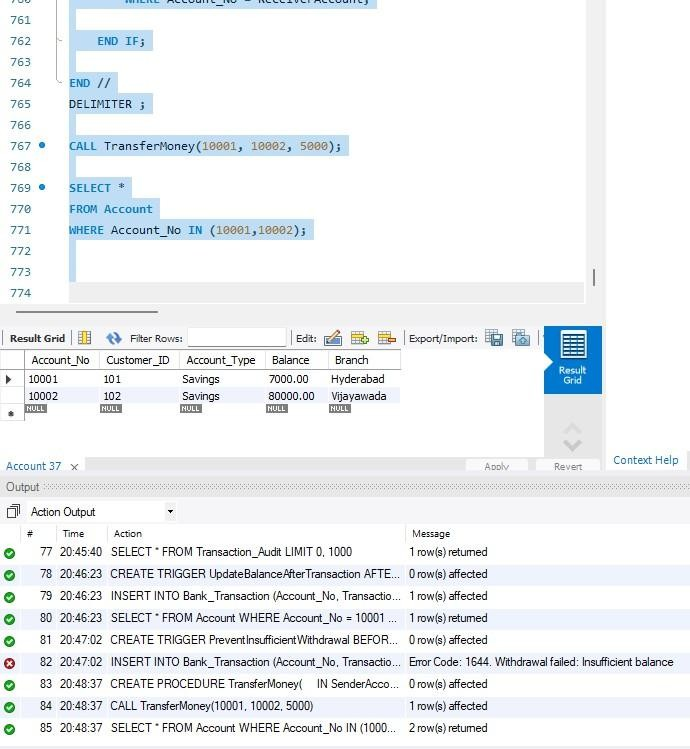 760 WHERE Account_No = ReceiverAccount;
761
762 END IF;
763
764 END //
765 DELIMITER ;
766
767 CALL TransferMoney(10001, 10002, 5000);
768
769 SELECT *
770 FROM Account
771 WHERE Account_No IN (10001,10002);
772
773
774
Result Grid Filter Rows: Edit: Export/Import:
Account_No Customer_ID Account_Type Balance Branch
10001 101 Savings 7000.00 Hyderabad
10002 102 Savings 80000.00 Vijayawada
NULL NULL NULL NULL NULL
Result
Grid
Account 37 x Apply Revert Context Help
Output
Action Output
# Time Action Message
77 20:45:40 SELECT * FROM Transaction_Audit LIMIT 0, 1000 1 row(s) returned
78 20:46:23 CREATE TRIGGER UpdateBalanceAfterTransaction AFTE... 0 row(s) affected
79 20:46:23 INSERT INTO Bank_Transaction (Account_No, Transactio... 1 row(s) affected
80 20:46:23 SELECT * FROM Account WHERE Account_No = 10001 ... 1 row(s) returned
81 20:47:02 CREATE TRIGGER PreventInsufficientWithdrawal BEFOR... 0 row(s) affected
82 20:47:02 INSERT INTO Bank_Transaction (Account_No, Transactio... Error Code: 1644. Withdrawal failed: Insufficient balance
83 20:48:37 CREATE PROCEDURE TransferMoney( IN SenderAcco... 0 row(s) affected
84 20:48:37 CALL TransferMoney(10001, 10002, 5000) 1 row(s) affected
85 20:48:37 SELECT * FROM Account WHERE Account_No IN (1000... 2 row(s) returned